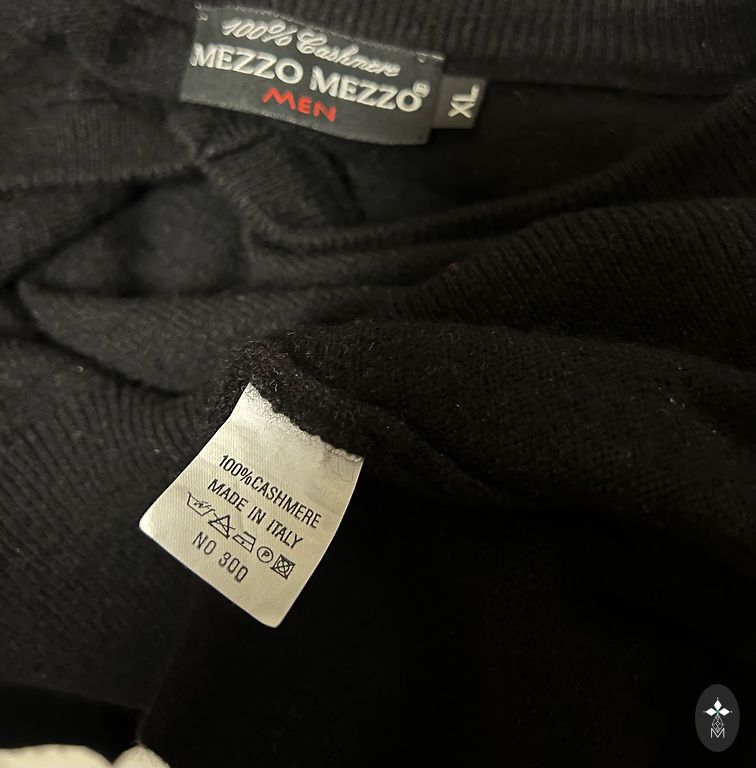 100% Cashmere
MEZZO MEZZO®
MEN
XL
100%CASHMERE
MADE IN ITALY
P
NO 300
M